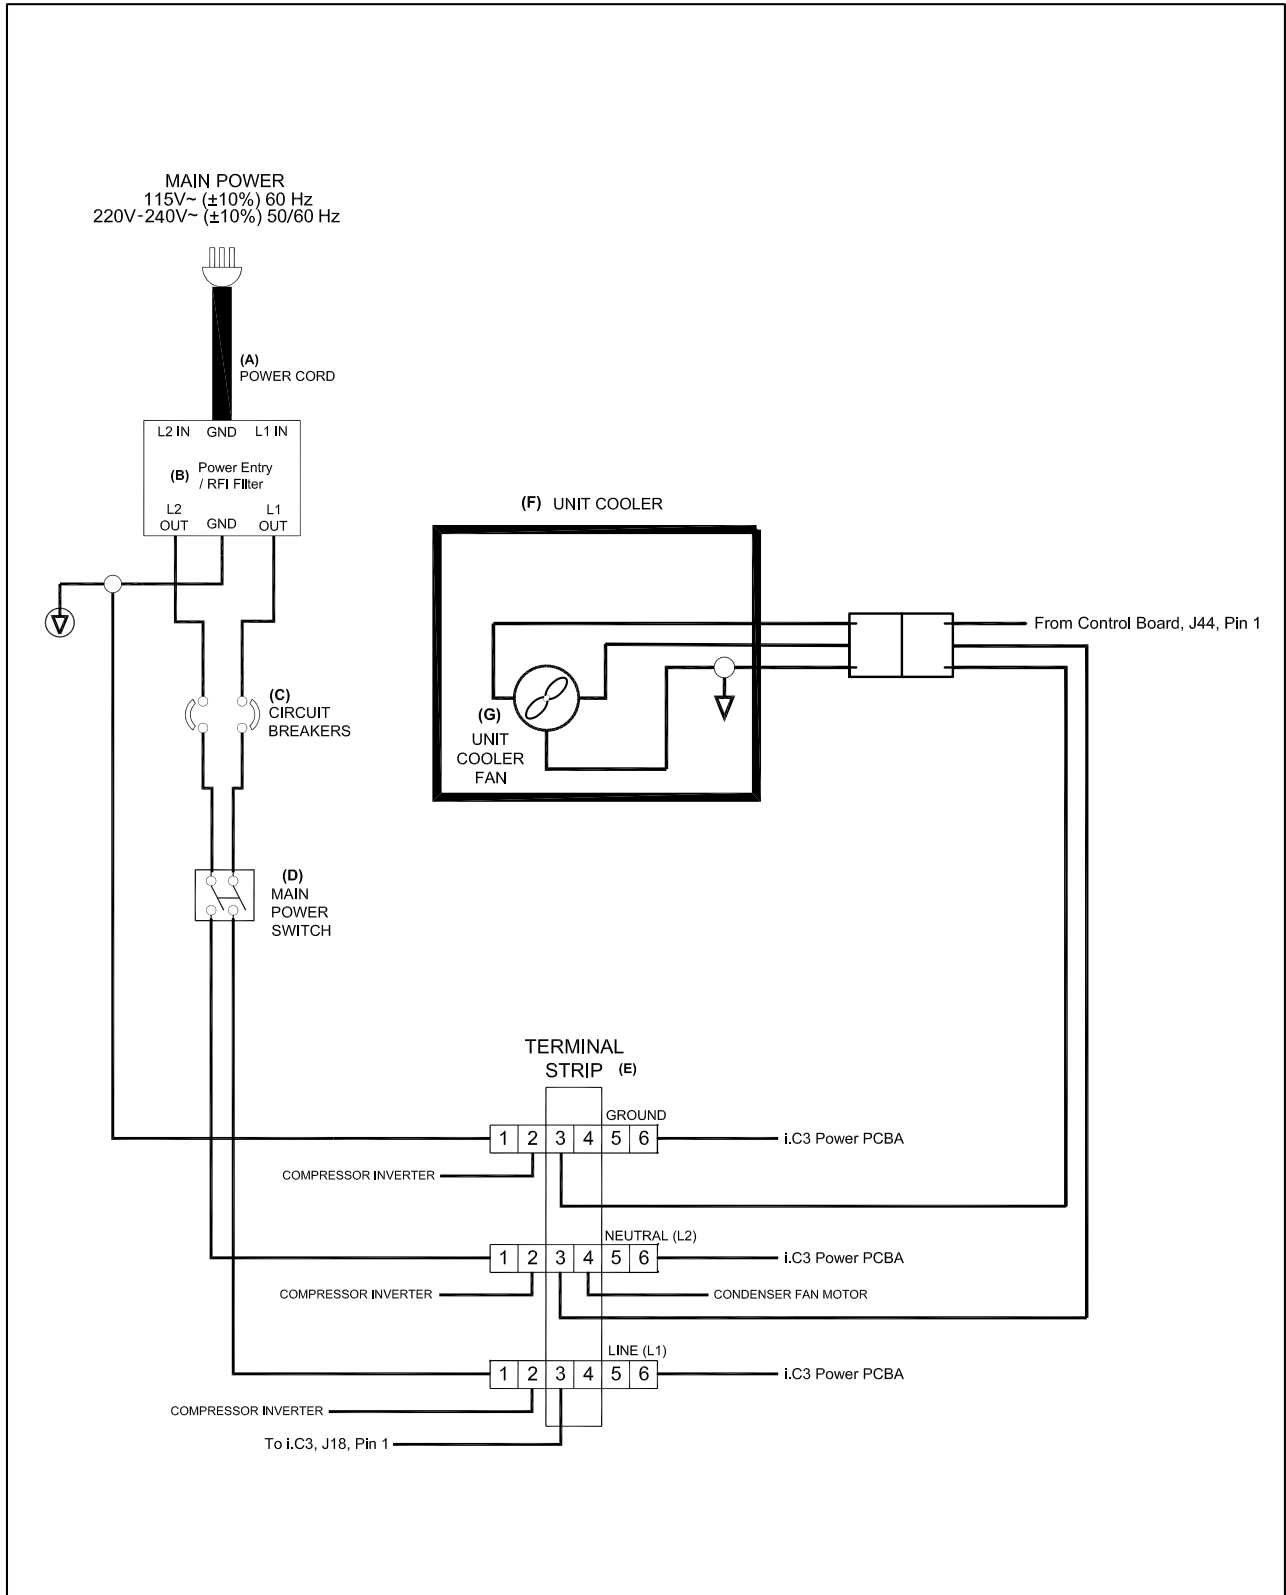 MAIN POWER
115V~ (±10%) 60 Hz
220V-240V~ (±10%) 50/60 Hz
(A)
POWER CORD
L2 IN GND L1 IN
(B) Power Entry
/ RFI Filter
L2 OUT GND L1 OUT
(F) UNIT COOLER
From Control Board, J44, Pin 1
(C)
CIRCUIT
BREAKERS
(G)
UNIT
COOLER
FAN
(D)
MAIN
POWER
SWITCH
TERMINAL
STRIP (E)
GROUND
1 2 3 4 5 6 i.C3 Power PCBA
COMPRESSOR INVERTER
NEUTRAL (L2)
1 2 3 4 5 6 i.C3 Power PCBA
COMPRESSOR INVERTER CONDENSER FAN MOTOR
LINE (L1)
1 2 3 4 5 6 i.C3 Power PCBA
COMPRESSOR INVERTER
To i.C3, J18, Pin 1